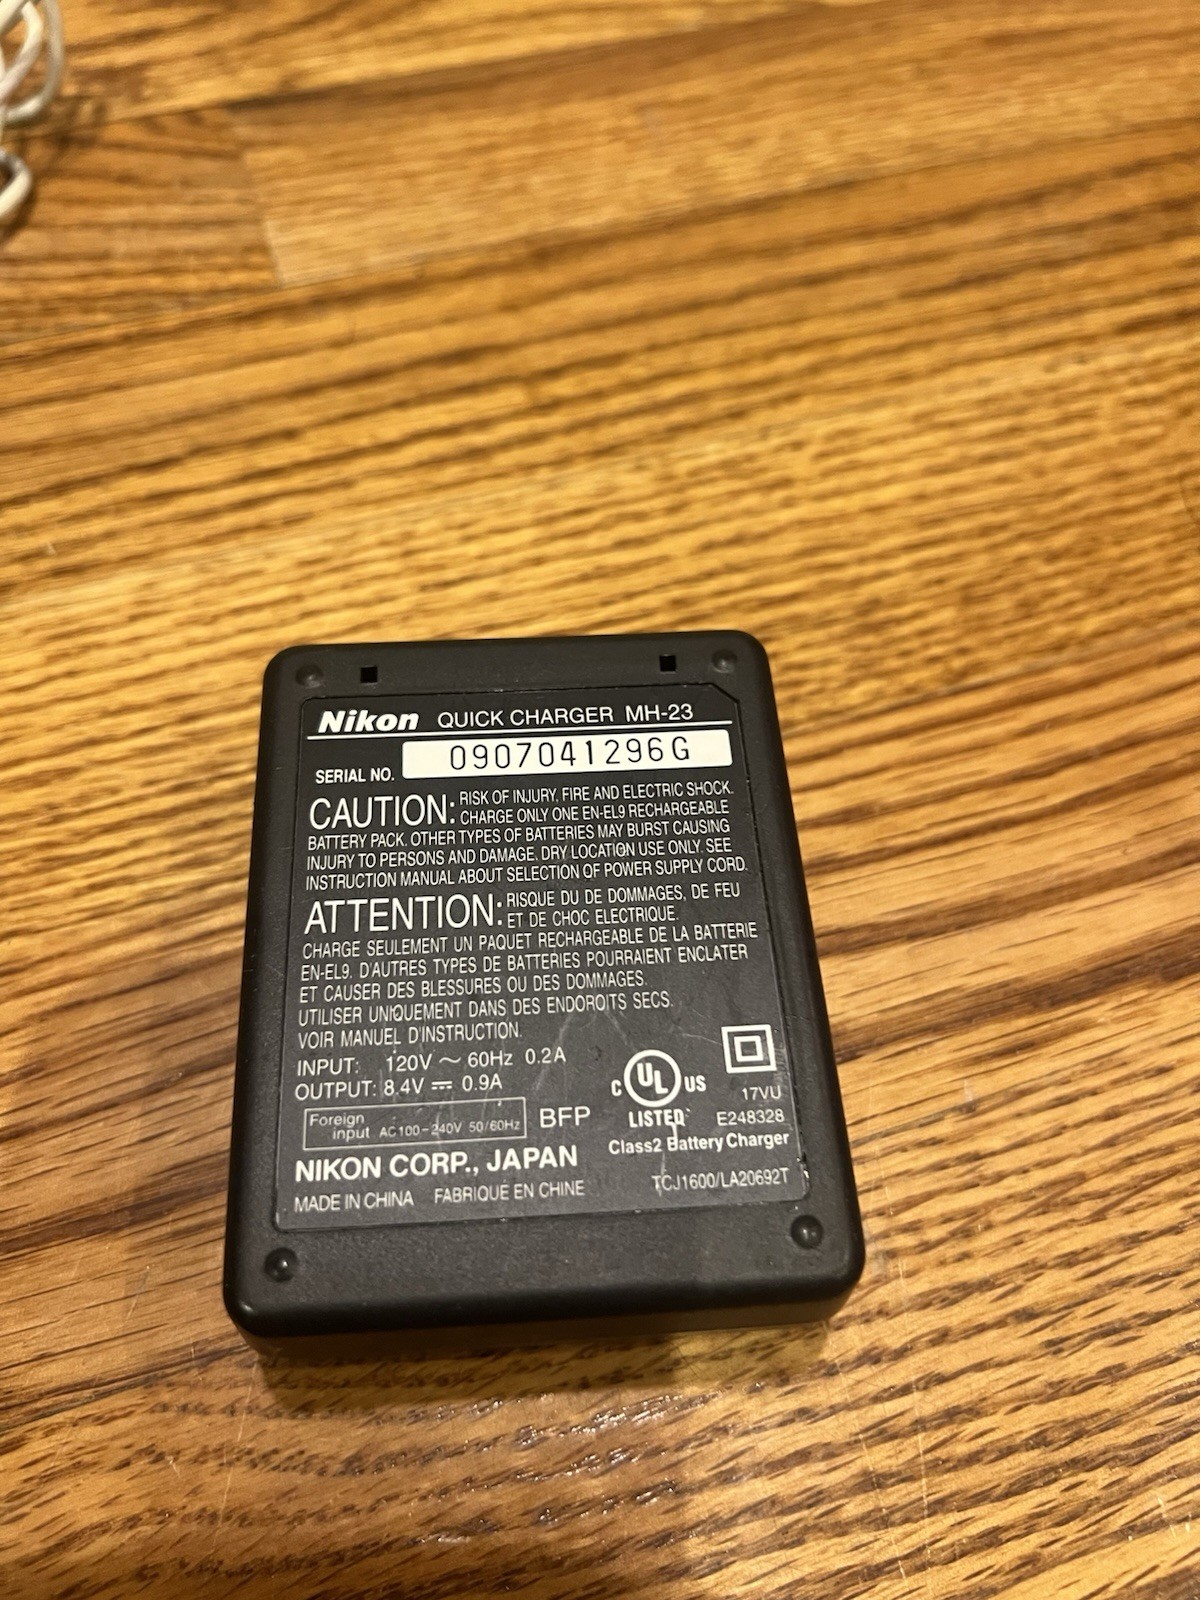 Nikon QUICK CHARGER MH-23
SERIAL NO. 0907041296G
CAUTION: RISK OF INJURY, FIRE AND ELECTRIC SHOCK.
CHARGE ONLY ONE EN-EL9 RECHARGEABLE
BATTERY PACK. OTHER TYPES OF BATTERIES MAY BURST CAUSING
INJURY TO PERSONS AND DAMAGE. DRY LOCATION USE ONLY. SEE
INSTRUCTION MANUAL ABOUT SELECTION OF POWER SUPPLY CORD.
ATTENTION: RISQUE DU DE DOMMAGES, DE FEU
ET DE CHOC ELECTRIQUE.
CHARGE SEULEMENT UN PAQUET RECHARGEABLE DE LA BATTERIE
EN-EL9. D'AUTRES TYPES DE BATTERIES POURRAIENT ENCLATER
ET CAUSER DES BLESSURES OU DES DOMMAGES.
UTILISER UNIQUEMENT DANS DES ENDOROITS SECS.
VOIR MANUEL D'INSTRUCTION.
INPUT: 120V ~ 60Hz 0.2A
OUTPUT: 8.4V ⎓ 0.9A
Foreign
input AC100-240V 50/60Hz
BFP
C UL US
LISTED
17VU
E248328
Class2 Battery Charger
NIKON CORP., JAPAN
MADE IN CHINA FABRIQUE EN CHINE
TCJ1600/LA20692T